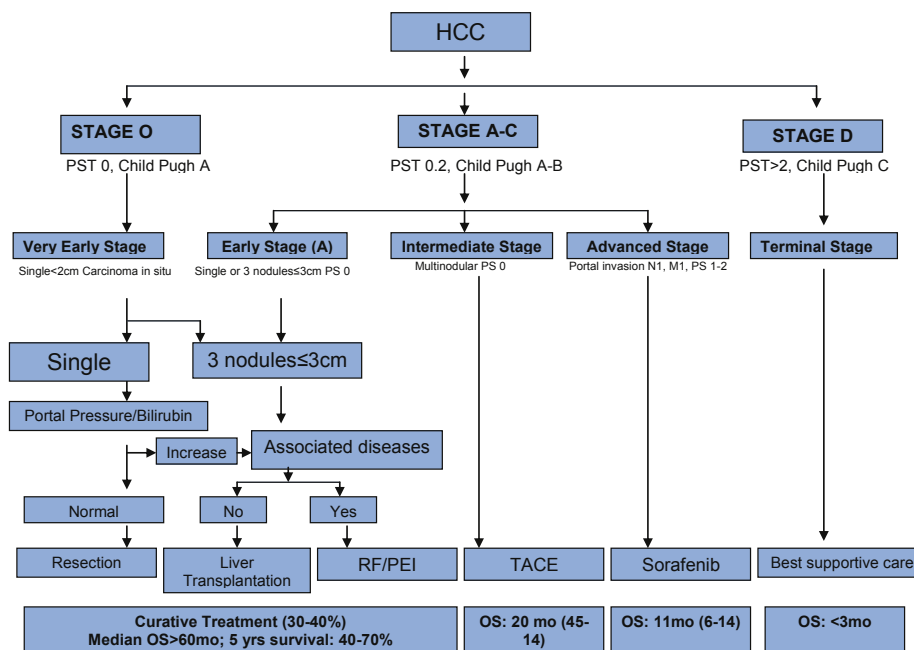 HCC
STAGE O
PST 0, Child Pugh A
STAGE A-C
PST 0.2, Child Pugh A-B
STAGE D
PST>2, Child Pugh C
Very Early Stage
Single<2cm Carcinoma in situ
Early Stage (A)
Single or 3 nodules≤3cm PS 0
Intermediate Stage
Multinodular PS 0
Advanced Stage
Portal invasion N1, M1, PS 1-2
Terminal Stage
Single
3 nodules≤3cm
Portal Pressure/Bilirubin
Increase
Associated diseases
Normal
No
Yes
Resection
Liver
Transplantation
RF/PEI
TACE
Sorafenib
Best supportive care
Curative Treatment (30-40%)
Median OS>60mo; 5 yrs survival: 40-70%
OS: 20 mo (45-
14)
OS: 11mo (6-14)
OS: <3mo